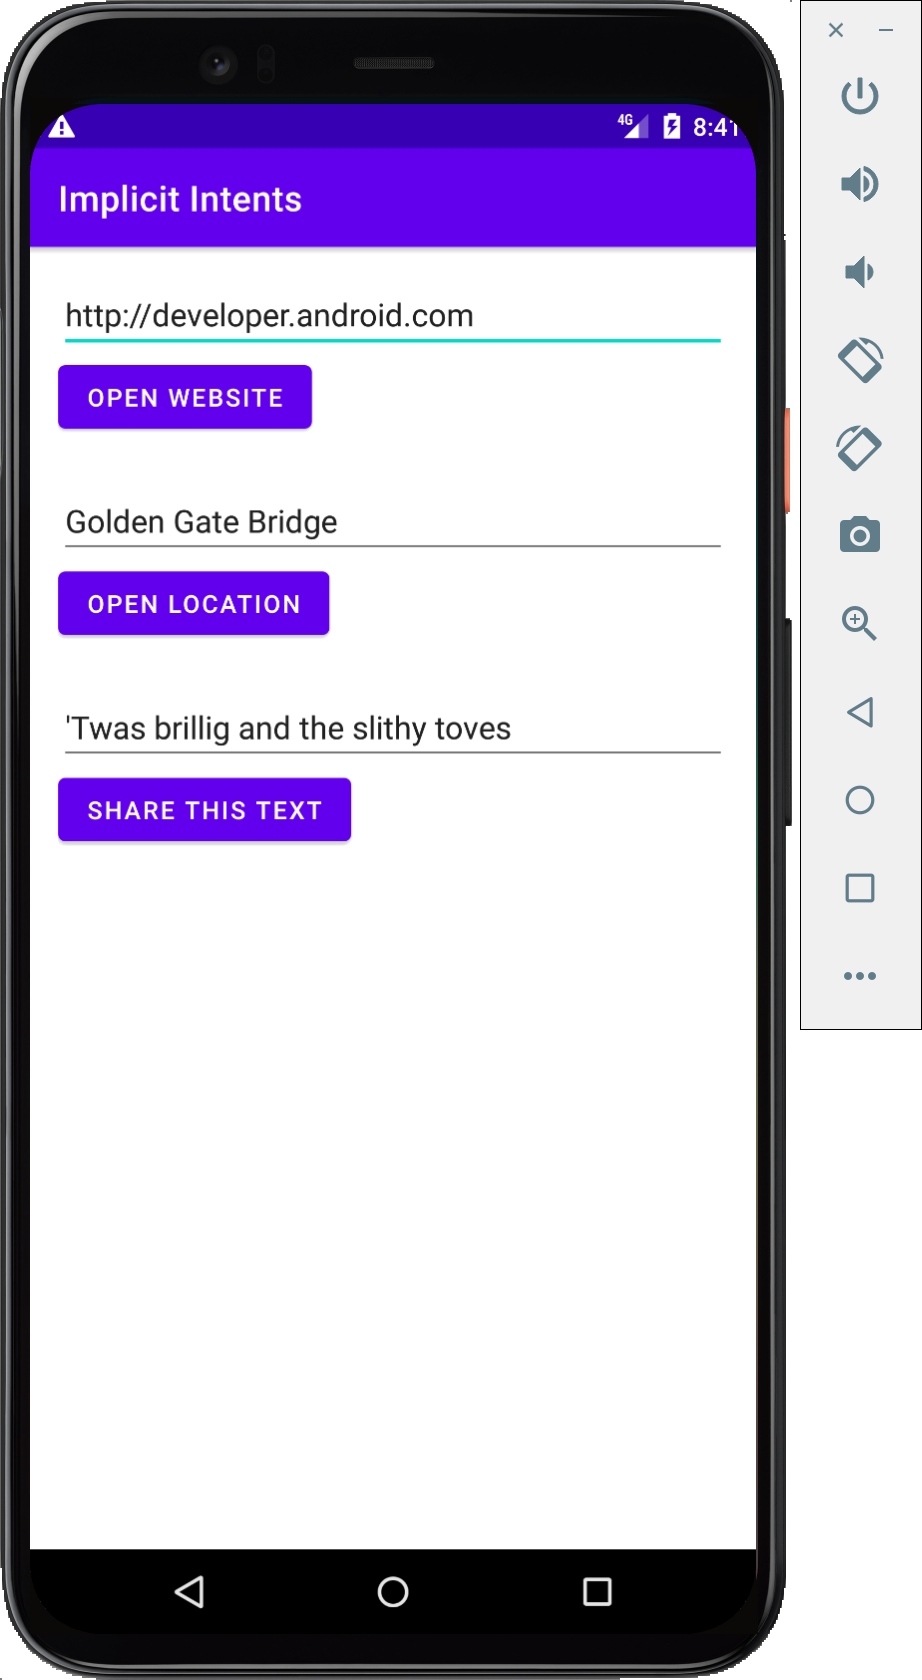 4G 8:41
Implicit Intents
http://developer.android.com
OPEN WEBSITE
Golden Gate Bridge
OPEN LOCATION
'Twas brillig and the slithy toves
SHARE THIS TEXT